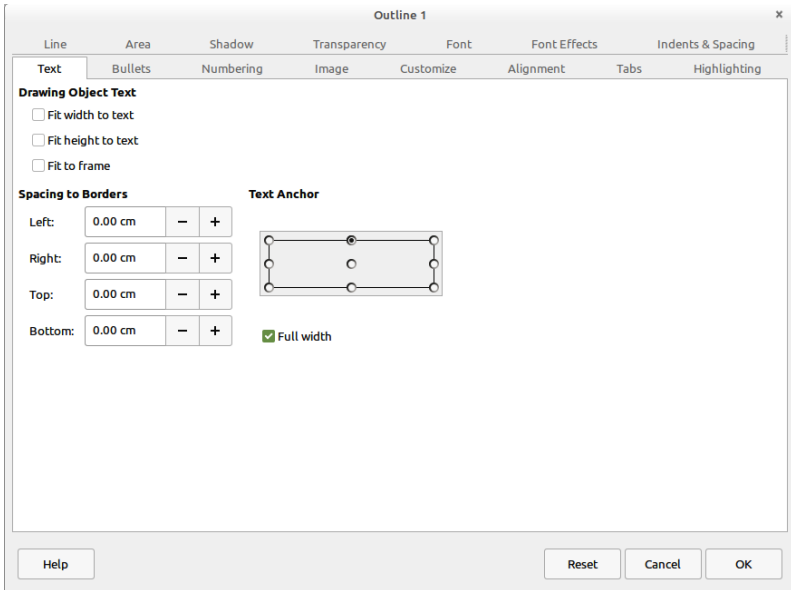 Outline 1 x
Line Area Shadow Transparency Font Font Effects Indents & Spacing
Text Bullets Numbering Image Customize Alignment Tabs Highlighting
Drawing Object Text
Fit width to text
Fit height to text
Fit to frame
Spacing to Borders Text Anchor
Left: 0.00 cm − +
Right: 0.00 cm − +
Top: 0.00 cm − +
Bottom: 0.00 cm − + Full width
Help Reset Cancel OK